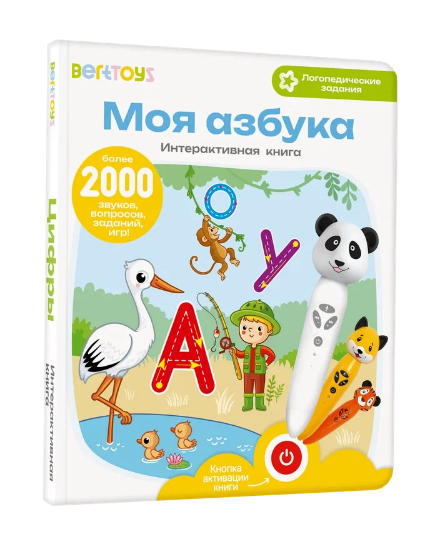 BertToys
Логопедические
задания
Моя азбука
Интерактивная книга
более
2000
звуков,
вопросов,
заданий,
игр!
О
У
А
Кнопка
активации
книги
Цифры
Интерактивная
книга